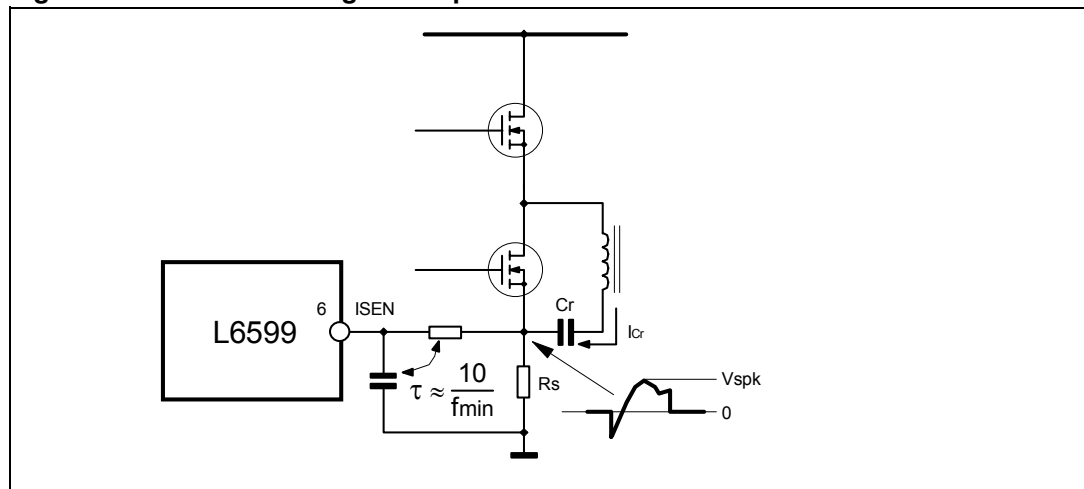 6 ISEN
L6599
Cr
ICr
τ ≈ 10
fmin
Rs
Vspk
0